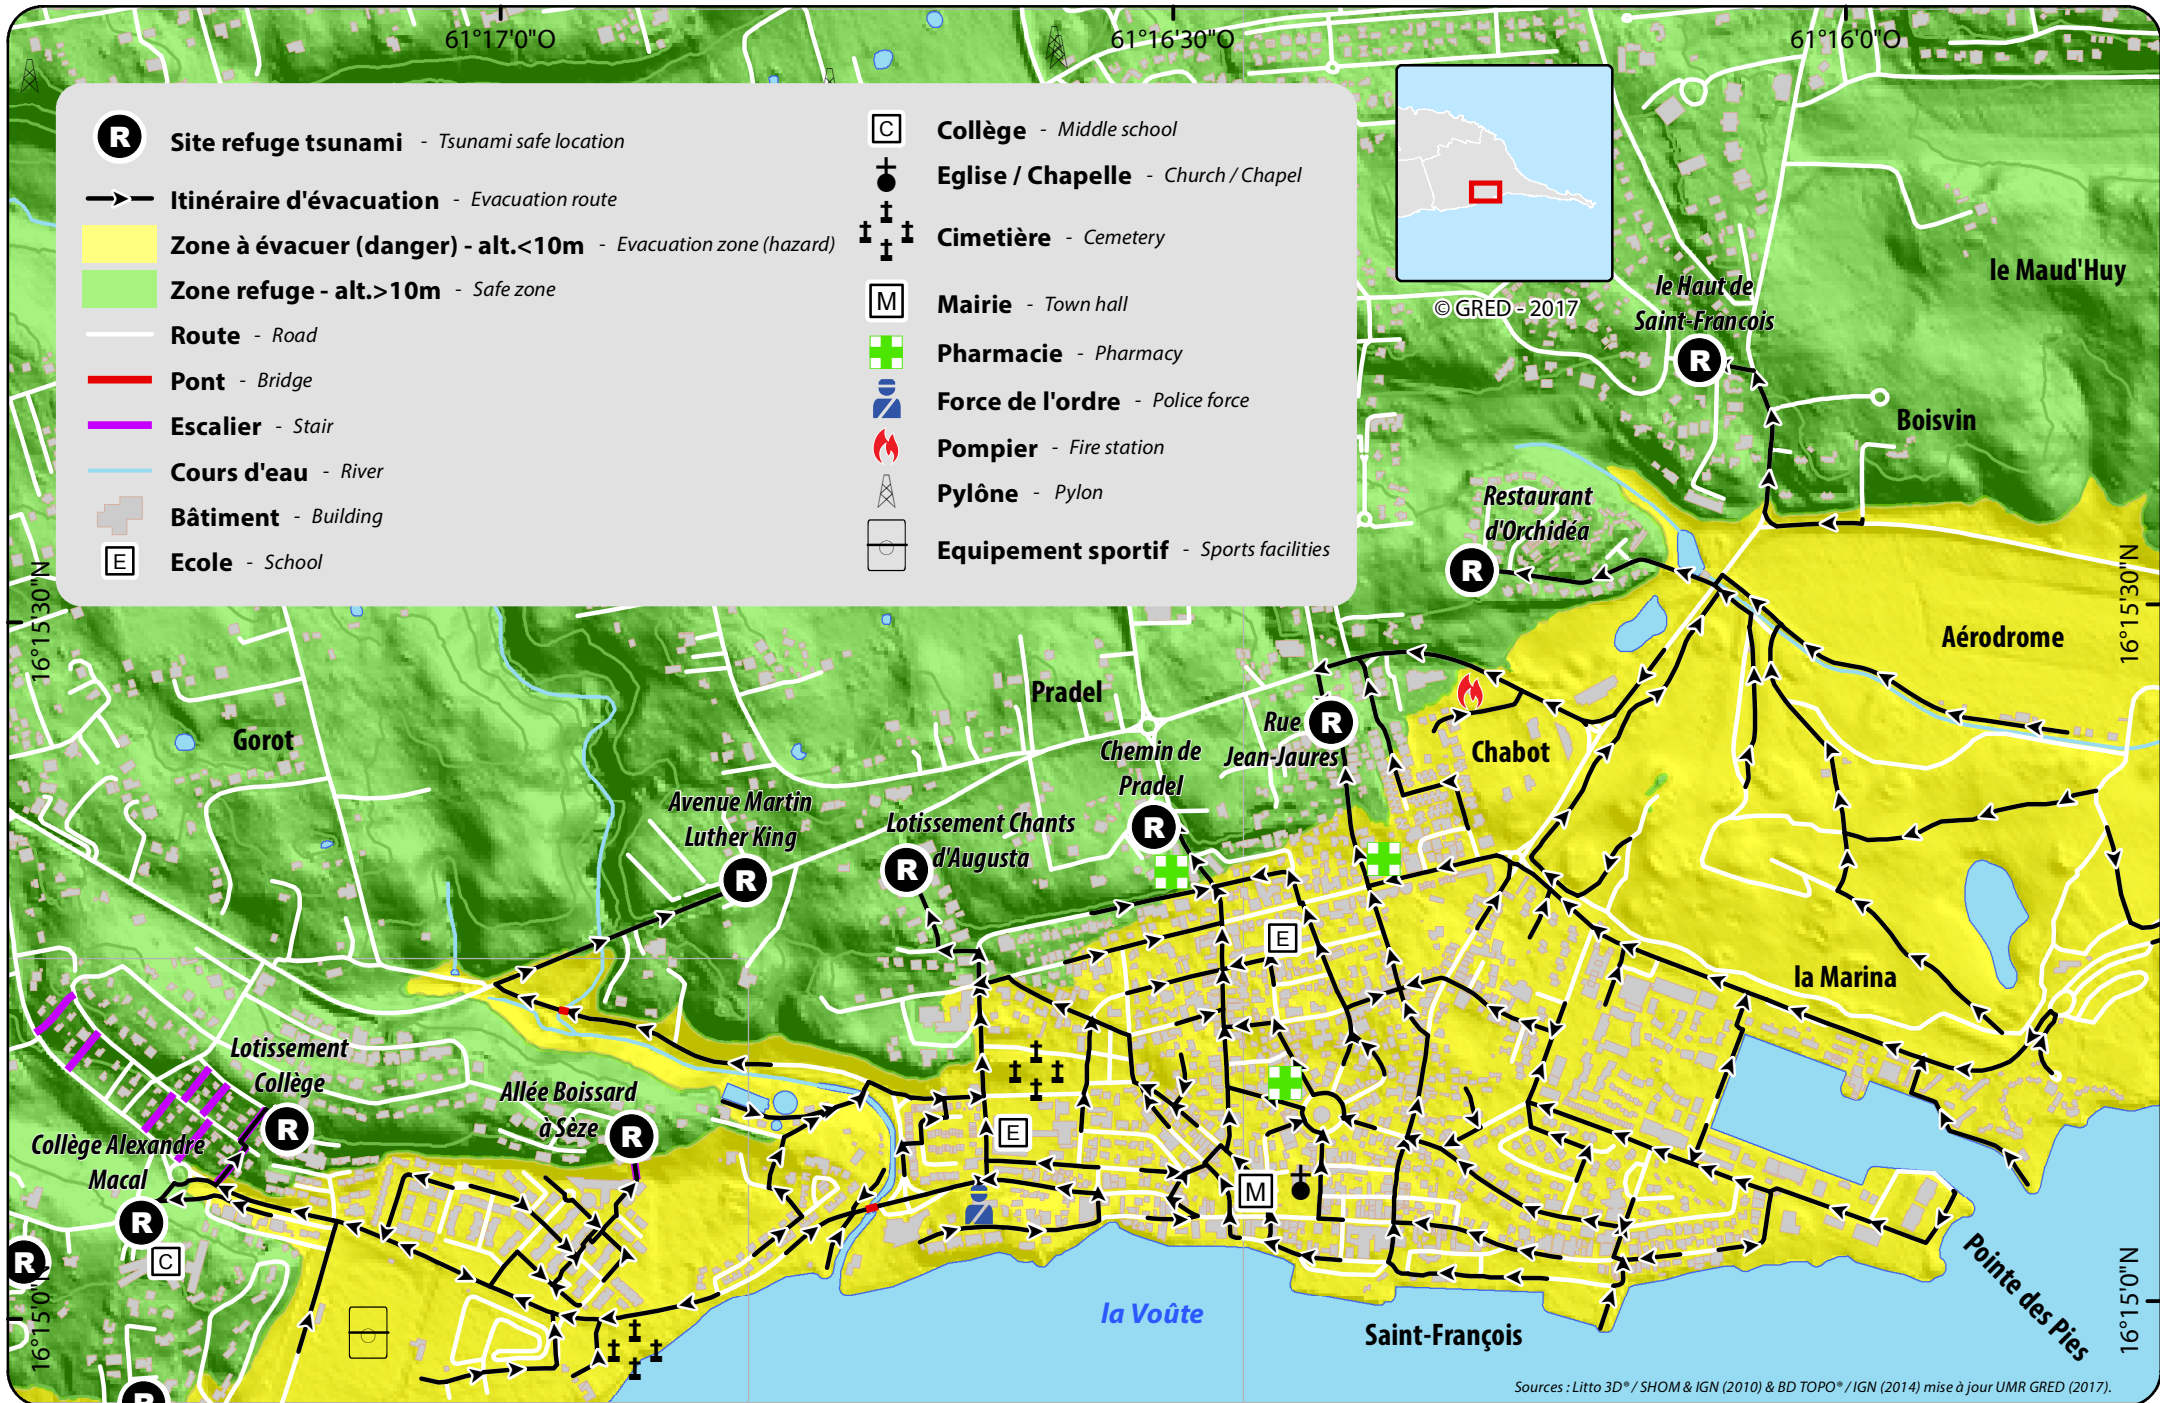 61°17'0"O
61°16'30"O
61°16'0"O
R Site refuge tsunami - Tsunami safe location
Itinéraire d'évacuation - Evacuation route
Zone à évacuer (danger) - alt.<10m - Evacuation zone (hazard)
Zone refuge - alt.>10m - Safe zone
Route - Road
Pont - Bridge
Escalier - Stair
Cours d'eau - River
Bâtiment - Building
E Ecole - School
C Collège - Middle school
Eglise / Chapelle - Church / Chapel
Cimetière - Cemetery
M Mairie - Town hall
Pharmacie - Pharmacy
Force de l'ordre - Police force
Pompier - Fire station
Pylône - Pylon
Equipement sportif - Sports facilities
© GRED - 2017
le Haut de
Saint-Francois
R
le Maud'Huy
Boisvin
Restaurant
d'Orchidéa
R
16°15'30"N
16°15'30"N
Aérodrome
Pradel
Rue
Jean-Jaures
R
Gorot
Chemin de
Pradel
R
Chabot
Avenue Martin
Luther King
R
Lotissement Chants
d'Augusta
R
E
la Marina
Lotissement
Collège
R
Allée Boissard
à Sèze
R
E
Collège Alexandre
Macal
R
C
M
R
R
16°15'0"N
16°15'0"N
la Voûte
Saint-François
Pointe des Pies
Sources : Litto 3D® / SHOM & IGN (2010) & BD TOPO® / IGN (2014) mise à jour UMR GRED (2017).